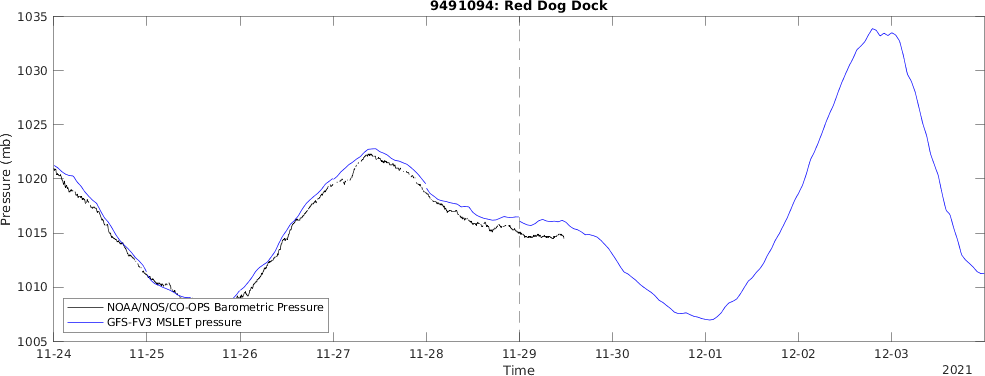 9491094: Red Dog Dock
Pressure (mb)
1035
1030
1025
1020
1015
1010
1005
NOAA/NOS/CO-OPS Barometric Pressure
GFS-FV3 MSLET pressure
11-24 11-25 11-26 11-27 11-28 11-29 11-30 12-01 12-02 12-03
Time
2021